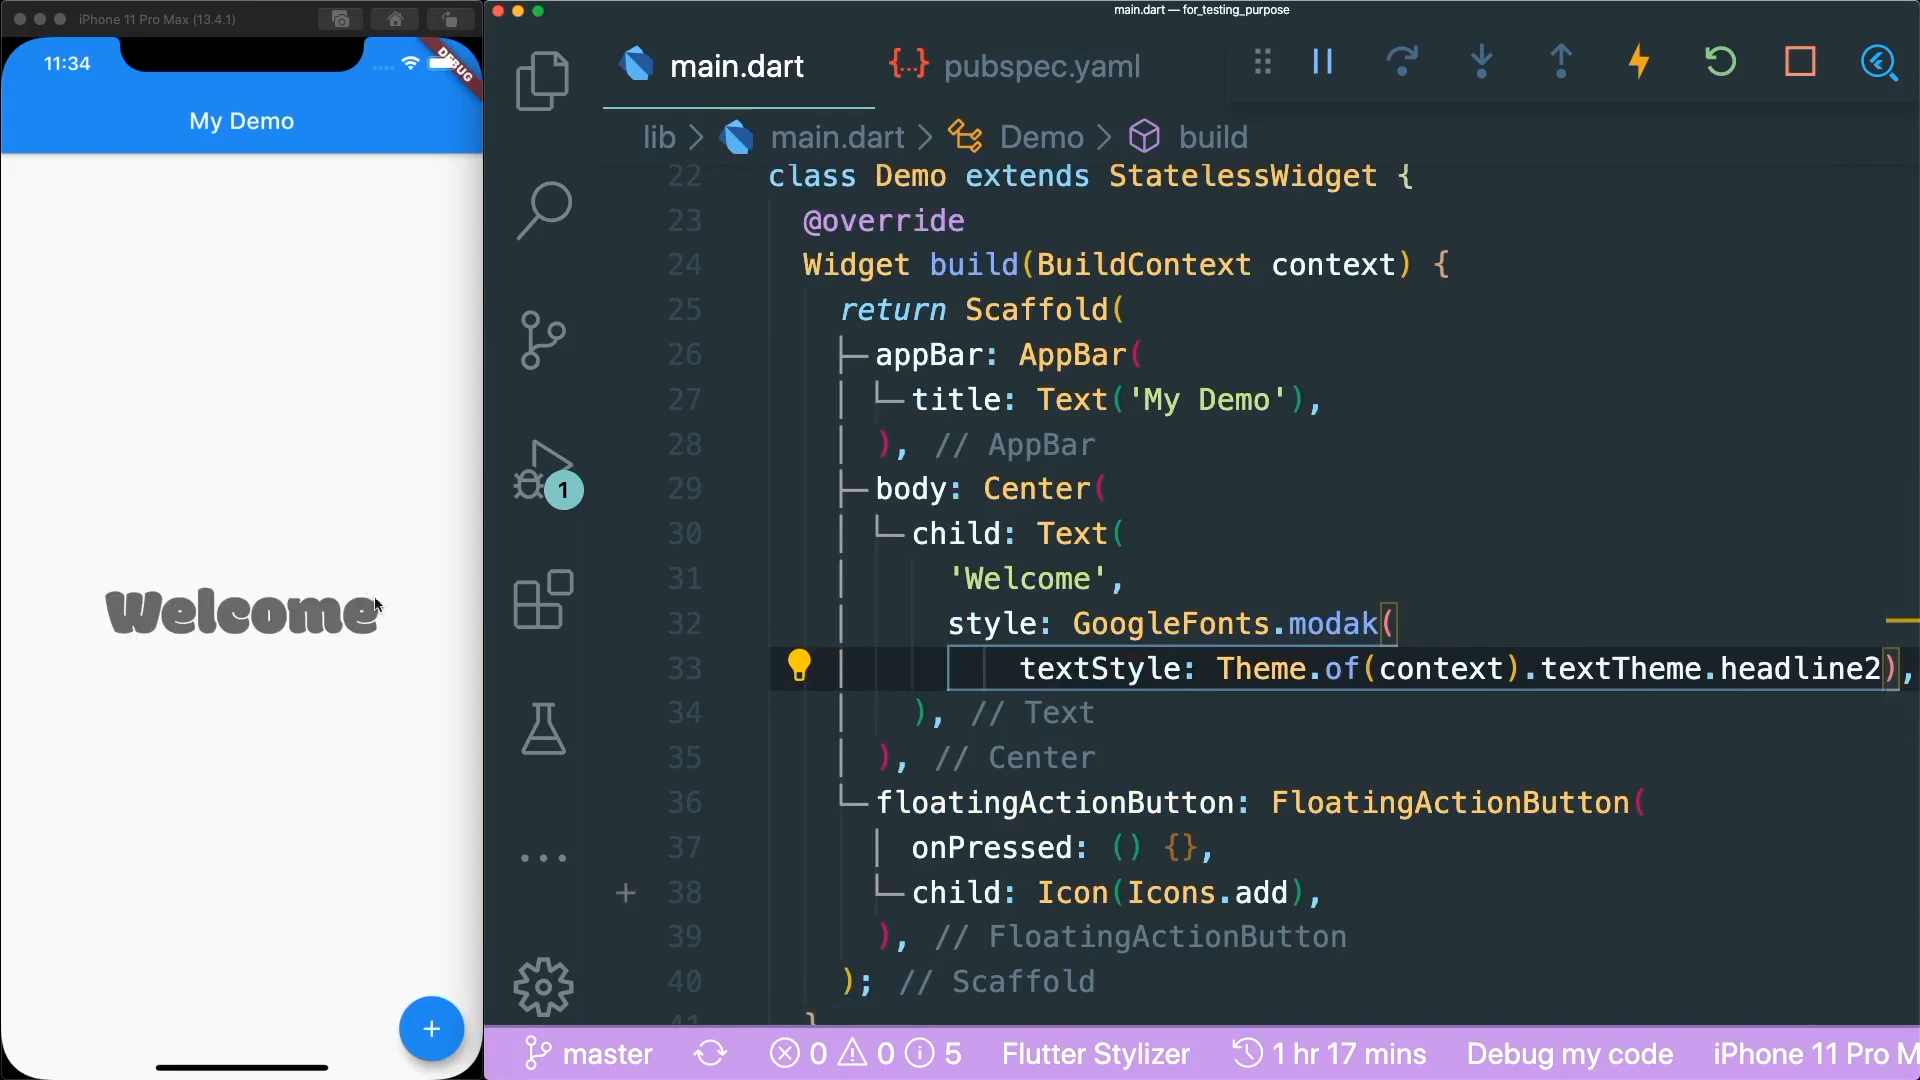 iPhone 11 Pro Max (13.4.1)
11:34
DEBUG
My Demo
Welcome
+
main.dart — for_testing_purpose
main.dart
{...} pubspec.yaml
lib > main.dart > Demo > build
22 class Demo extends StatelessWidget {
23 @override
24 Widget build(BuildContext context) {
25 return Scaffold(
26 appBar: AppBar(
27 title: Text('My Demo'),
28 ), // AppBar
29 body: Center(
30 child: Text(
31 'Welcome',
32 style: GoogleFonts.modak(
33 textStyle: Theme.of(context).textTheme.headline2),
34 ), // Text
35 ), // Center
36 floatingActionButton: FloatingActionButton(
37 onPressed: () {},
+ 38 child: Icon(Icons.add),
39 ), // FloatingActionButton
40 ); // Scaffold
41 }
1
master 0 0 5 Flutter Stylizer 1 hr 17 mins Debug my code iPhone 11 Pro M